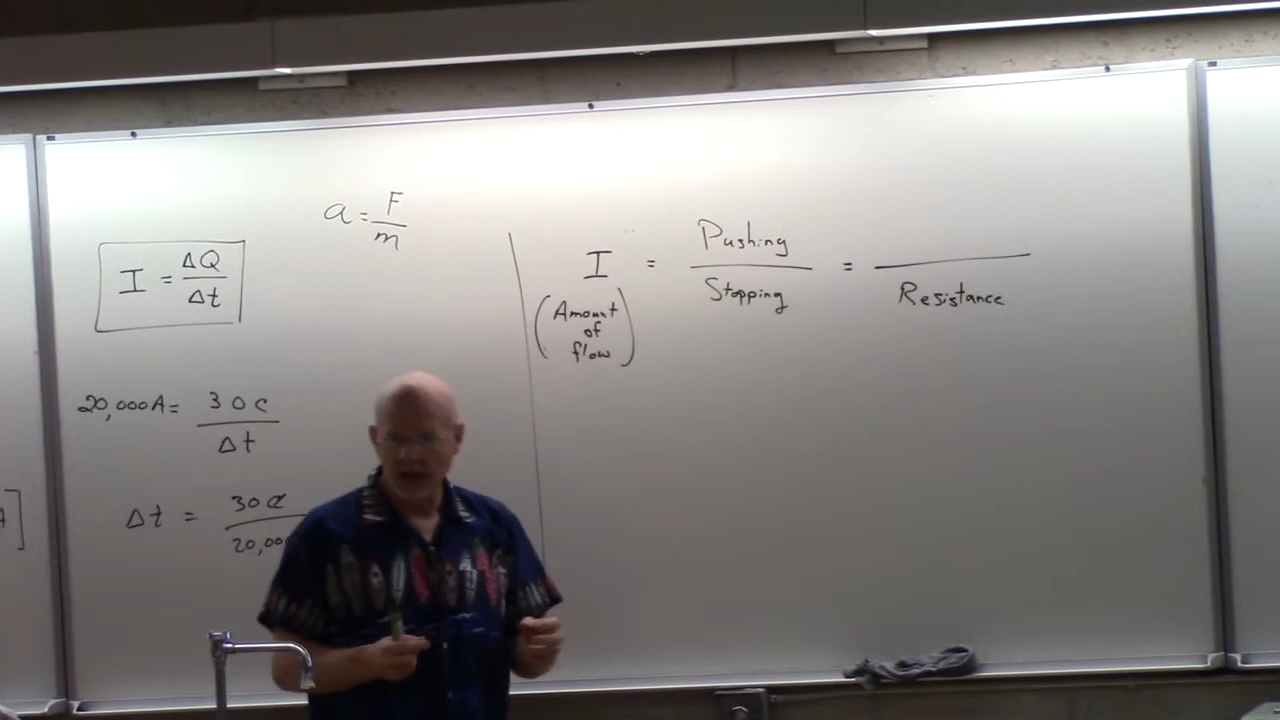 a = F/m
I = ΔQ/Δt
20,000A = 30C/Δt
Δt = 30C/20,00
I = Pushing/Stopping = /Resistance
(Amount
of
flow)